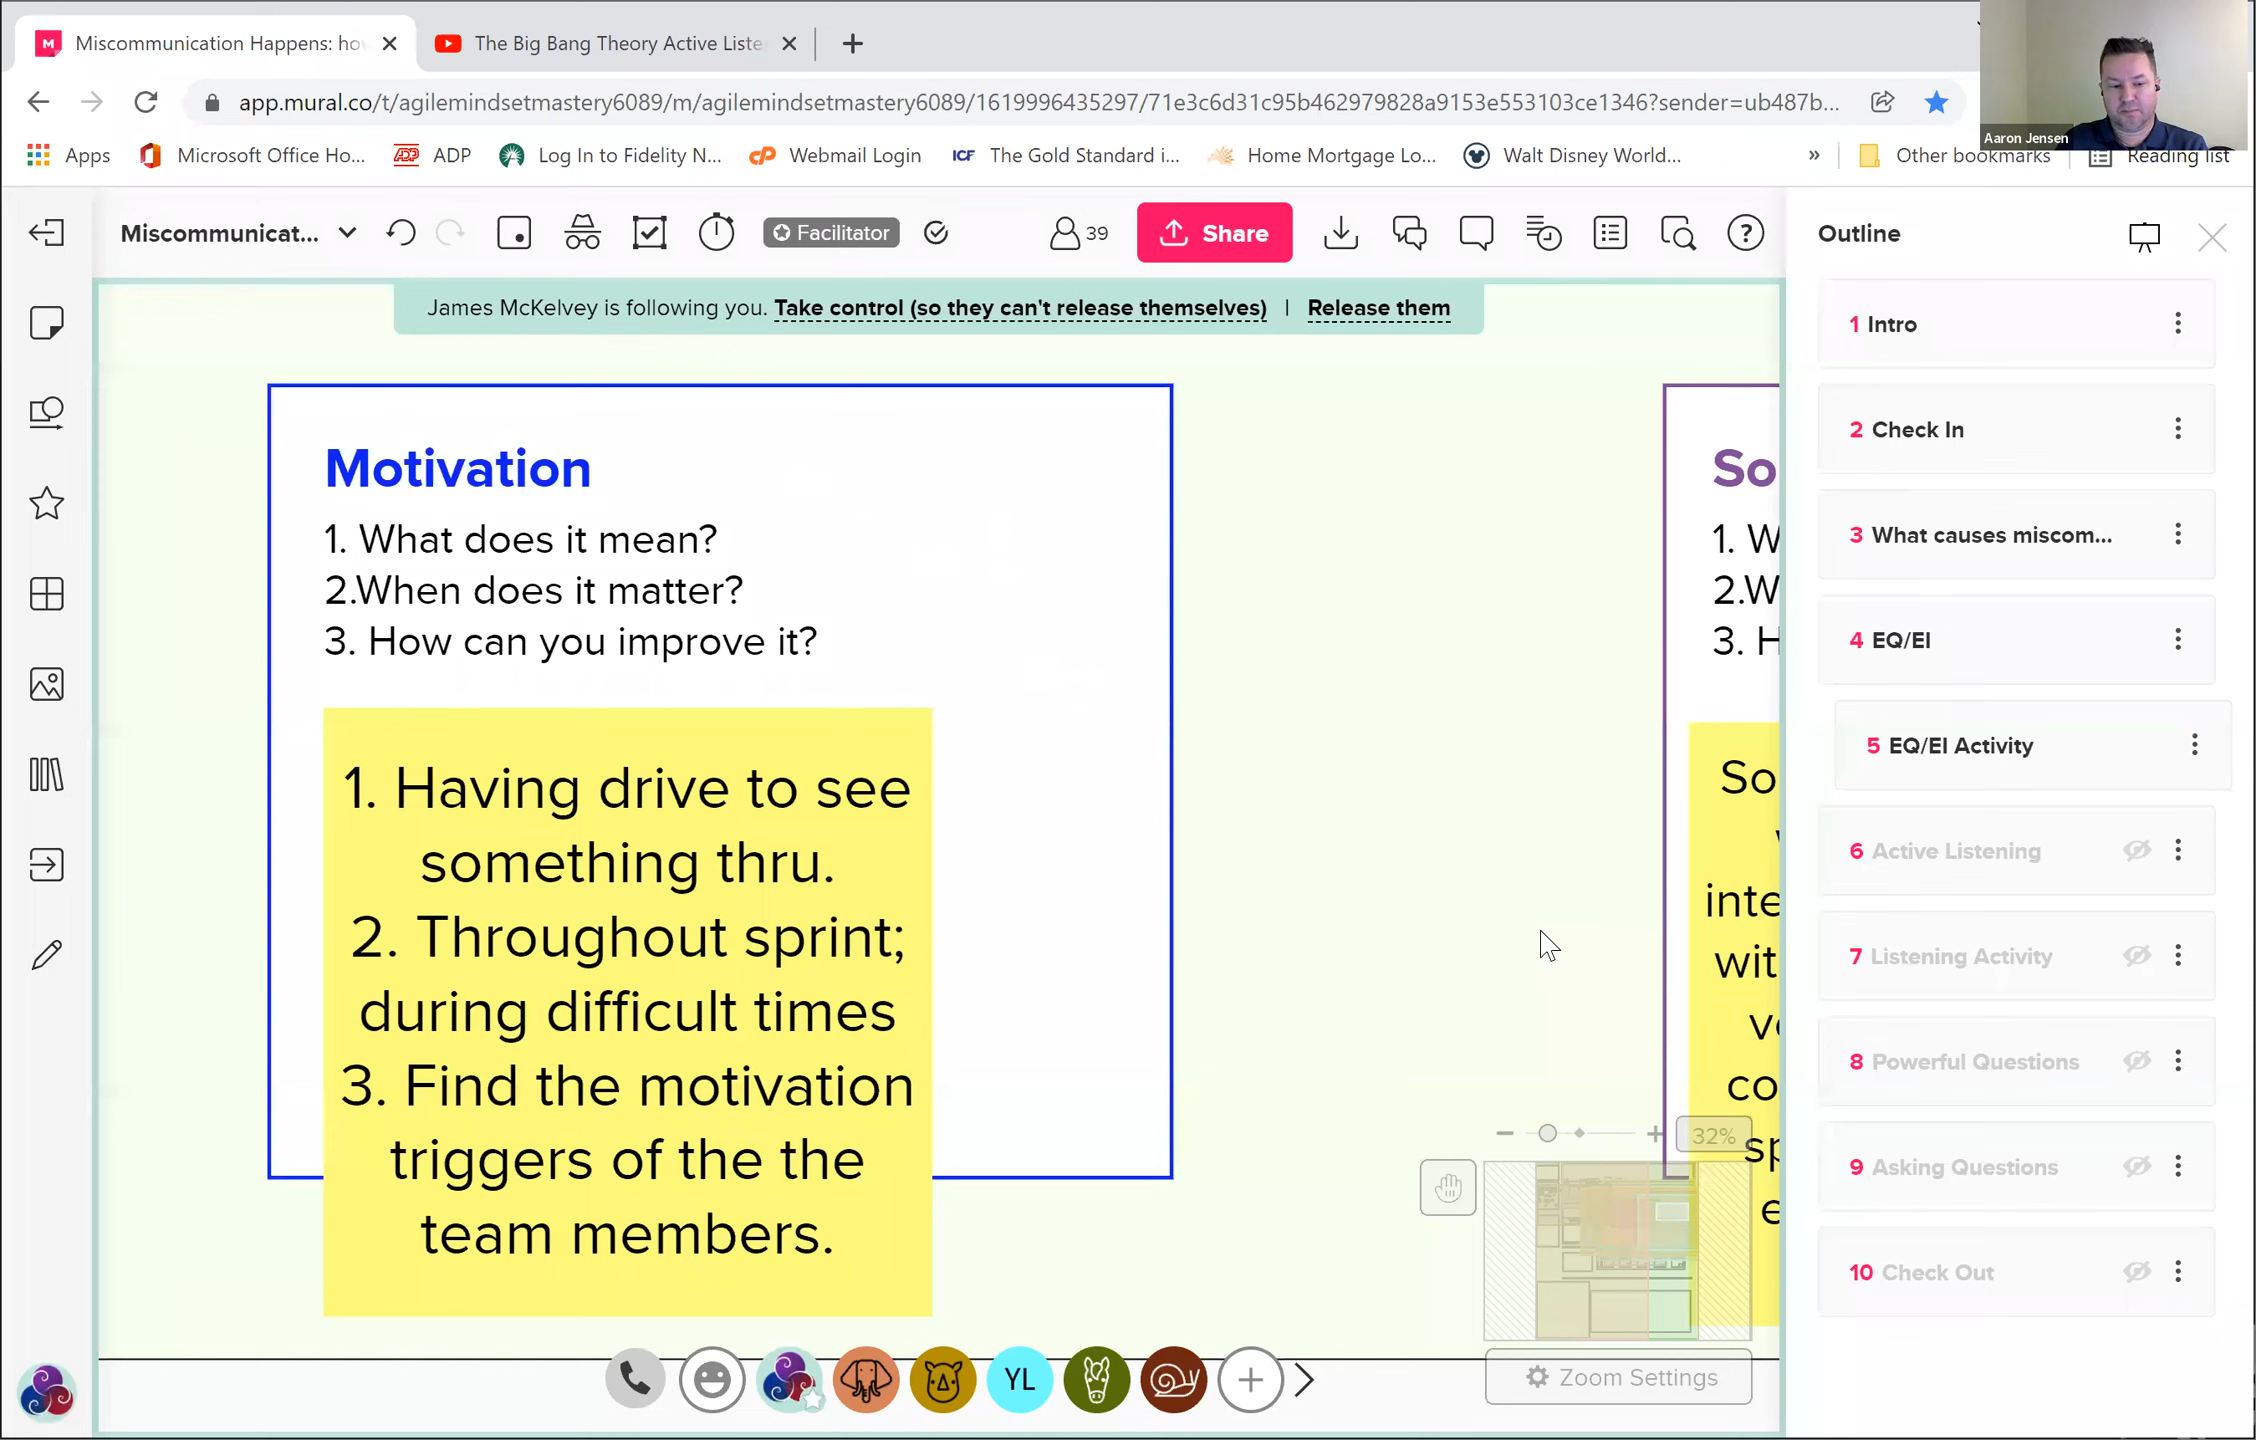 Miscommunication Happens: ho
The Big Bang Theory Active Liste
app.mural.co/t/agilemindsetmastery6089/m/agilemindsetmastery6089/1619996435297/71e3c6d31c95b462979828a9153e553103ce1346?sender=ub487b...
Aaron Jensen
Apps
Microsoft Office Ho...
ADP
Log In to Fidelity N...
Webmail Login
ICF The Gold Standard i...
Home Mortgage Lo...
Walt Disney World...
»
Other bookmarks
Reading list
Miscommunicat...
Facilitator
39
Share
Outline
James McKelvey is following you. Take control (so they can't release themselves) | Release them
Motivation
1. What does it mean?
2.When does it matter?
3. How can you improve it?
1. Having drive to see
something thru.
2. Throughout sprint;
during difficult times
3. Find the motivation
triggers of the the
team members.
So
1. W
2.W
3. H
So
inte
wit
co
sp
e
32%
Zoom Settings
YL
1 Intro
2 Check In
3 What causes miscom...
4 EQ/EI
5 EQ/EI Activity
6 Active Listening
7 Listening Activity
8 Powerful Questions
9 Asking Questions
10 Check Out